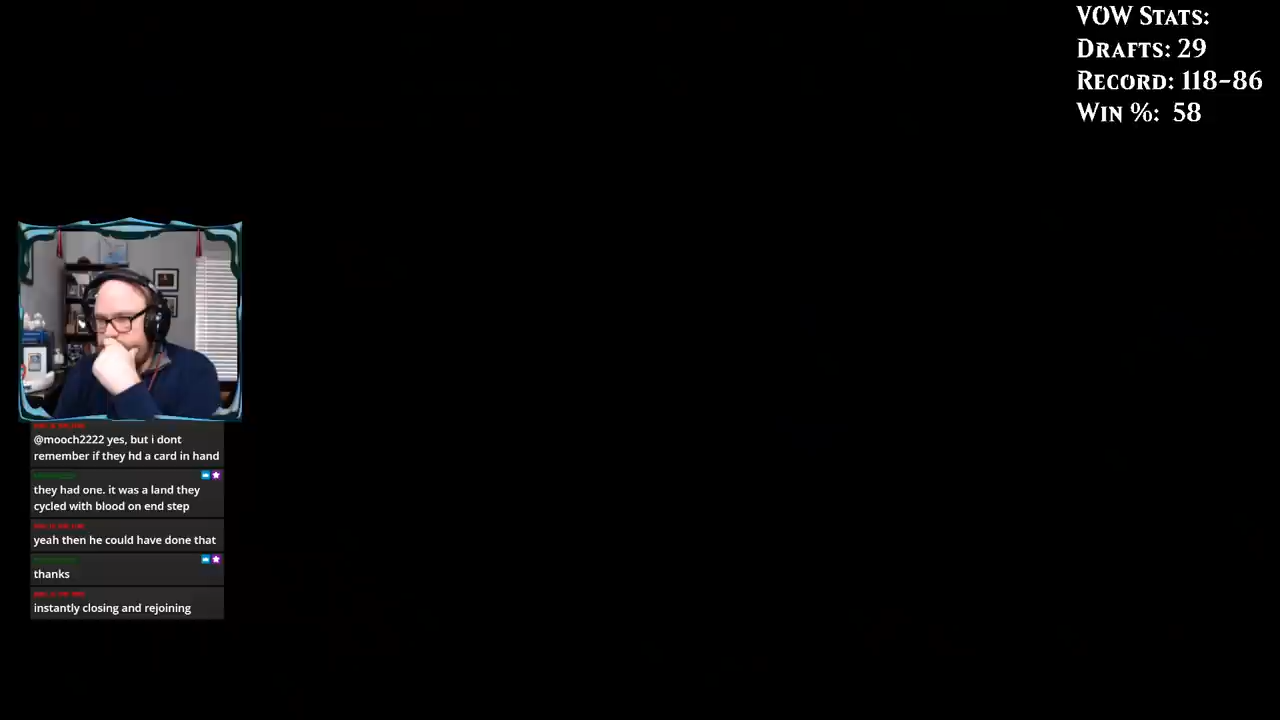 VOW Stats:
Drafts: 29
Record: 118-86
Win %: 58
@mooch2222 yes, but i dont
remember if they hd a card in hand
they had one. it was a land they
cycled with blood on end step
yeah then he could have done that
thanks
instantly closing and rejoining